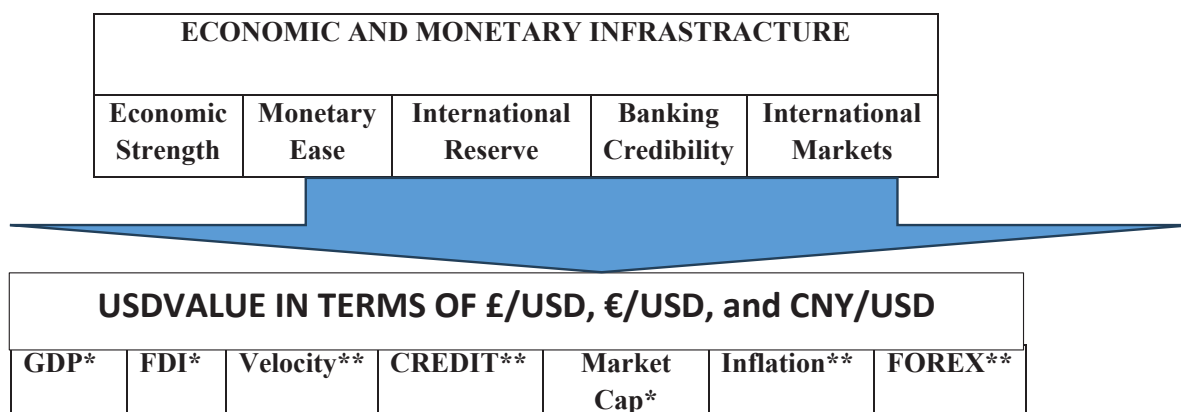 ECONOMIC AND MONETARY INFRASTRACTURE
Economic Strength
Monetary Ease
International Reserve
Banking Credibility
International Markets
USDVALUE IN TERMS OF £/USD, €/USD, and CNY/USD
GDP*
FDI*
Velocity**
CREDIT**
Market Cap*
Inflation**
FOREX**